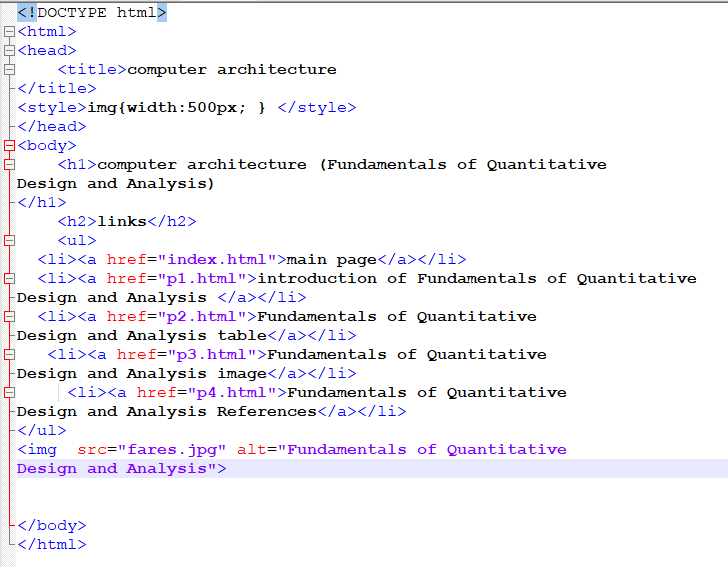 <!DOCTYPE html>
<html>
<head>
    <title>computer architecture
</title>
<style>img{width:500px; } </style>
</head>
<body>
    <h1>computer architecture (Fundamentals of Quantitative
Design and Analysis)
</h1>
    <h2>links</h2>
    <ul>
  <li><a href="index.html">main page</a></li>
  <li><a href="p1.html">introduction of Fundamentals of Quantitative
Design and Analysis </a></li>
  <li><a href="p2.html">Fundamentals of Quantitative
Design and Analysis table</a></li>
   <li><a href="p3.html">Fundamentals of Quantitative
Design and Analysis image</a></li>
     <li><a href="p4.html">Fundamentals of Quantitative
Design and Analysis References</a></li>
</ul>
<img  src="fares.jpg" alt="Fundamentals of Quantitative
Design and Analysis">
</body>
</html>